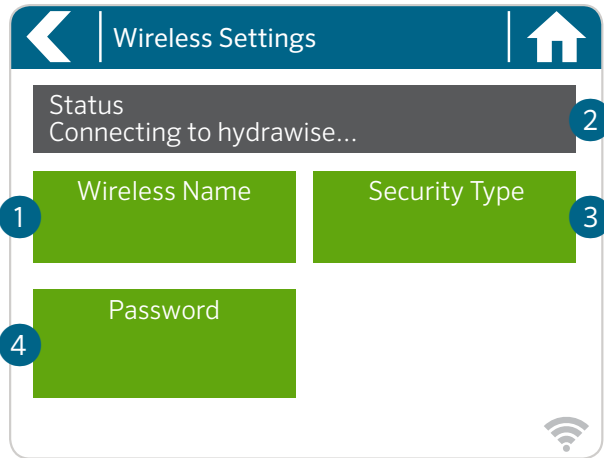 Wireless Settings
Status
Connecting to hydrawise...
2
Wireless Name
1
Security Type
3
Password
4